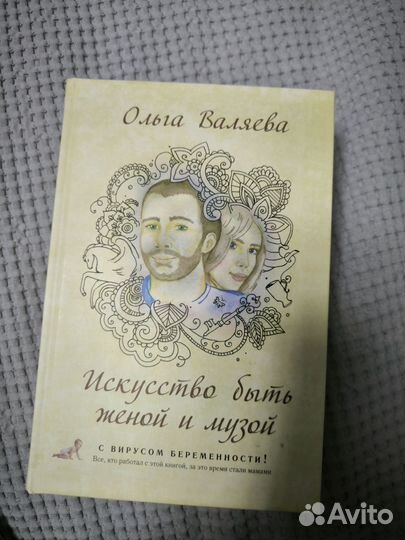 Ольга Валяева
Искусство быть
женой и музой
С ВИРУСОМ БЕРЕМЕННОСТИ!
Все, кто работал с этой книгой, за это время стали мамами
Avito